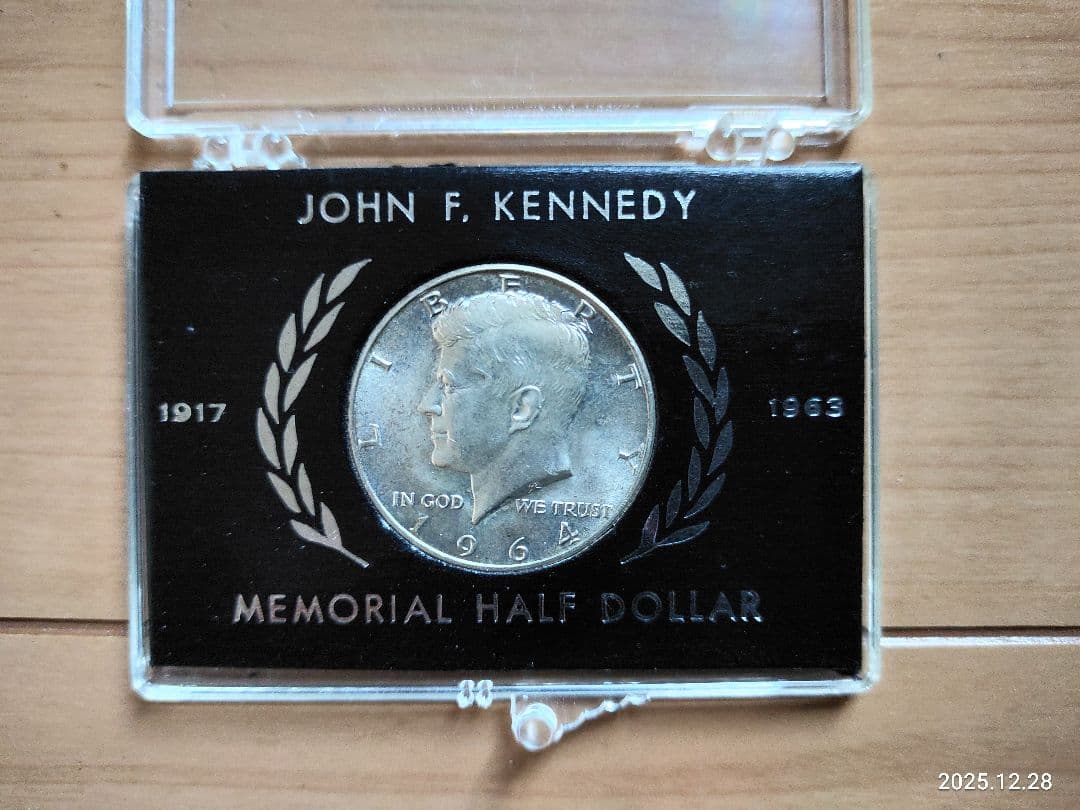 JOHN F. KENNEDY
LIBERTY
1917
1963
IN GOD WE TRUST
1964
MEMORIAL HALF DOLLAR
2025.12.28